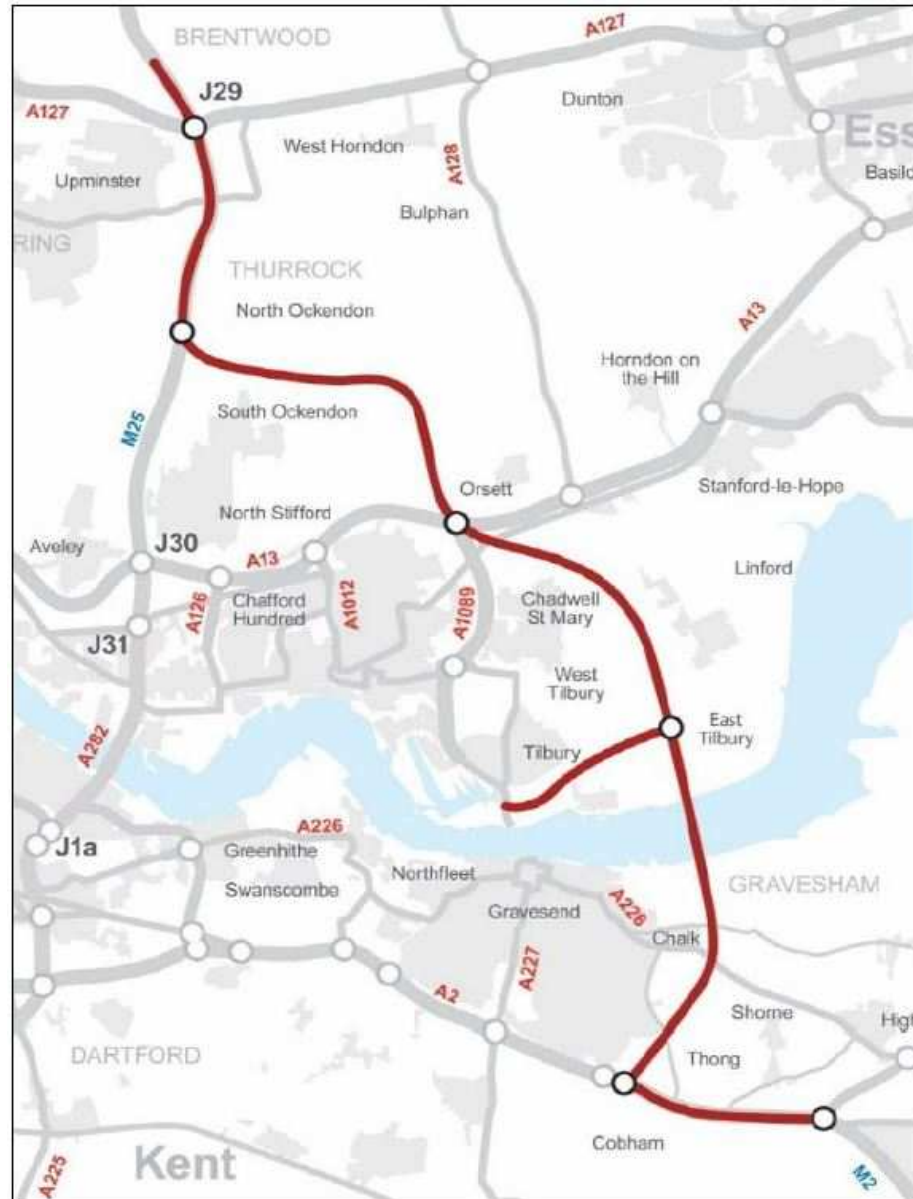 BRENTWOOD
A127
J29
Dunton
A127
West Horndon
A128
Ess
Upminster
Basild
Bulphan
RING
THURROCK
North Ockendon
A13
Horndon on
the Hill
M25
South Ockendon
Orsett
Stanford-le-Hope
North Stifford
Aveley
J30
A13
Linford
A126
Chafford
Hundred
A1012
A1089
Chadwell
St Mary
J31
West
Tilbury
East
Tilbury
A282
Tilbury
A226
J1a
Greenhithe
Northfleet
GRAVESHAM
Swanscombe
Gravesend
A226
Chalk
A227
A2
Shorne
High
DARTFORD
Thong
Cobham
Kent
A225
M2